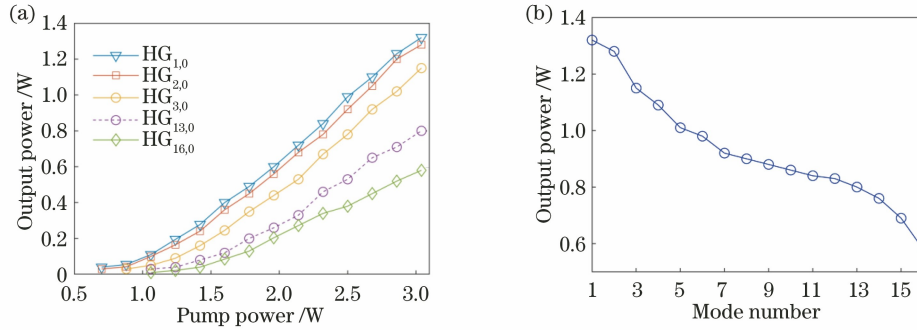 (a)
1.4
1.2
1.0
0.8
0.6
0.4
0.2
0
Output power /W
HG1,0
HG2,0
HG3,0
HG13,0
HG16,0
0.5 1.0 1.5 2.0 2.5 3.0
Pump power /W
(b)
1.4
1.2
1.0
0.8
0.6
Output power /W
1 3 5 7 9 11 13 15
Mode number